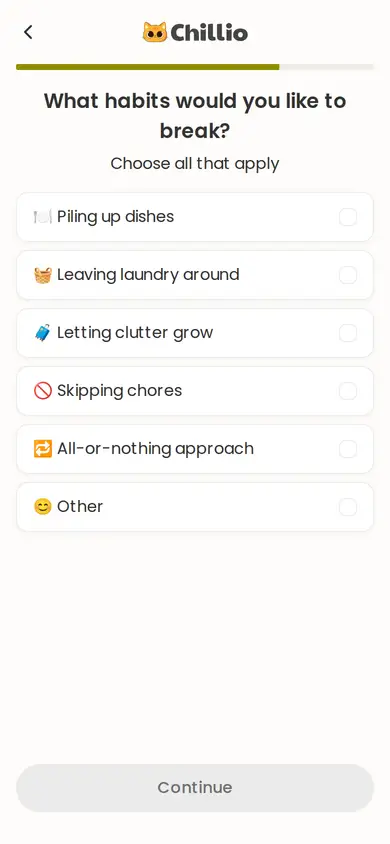 Chillio
What habits would you like to
break?
Choose all that apply
🍽️ Piling up dishes
🧺 Leaving laundry around
🧳 Letting clutter grow
🚫 Skipping chores
🔁 All-or-nothing approach
😊 Other
Continue